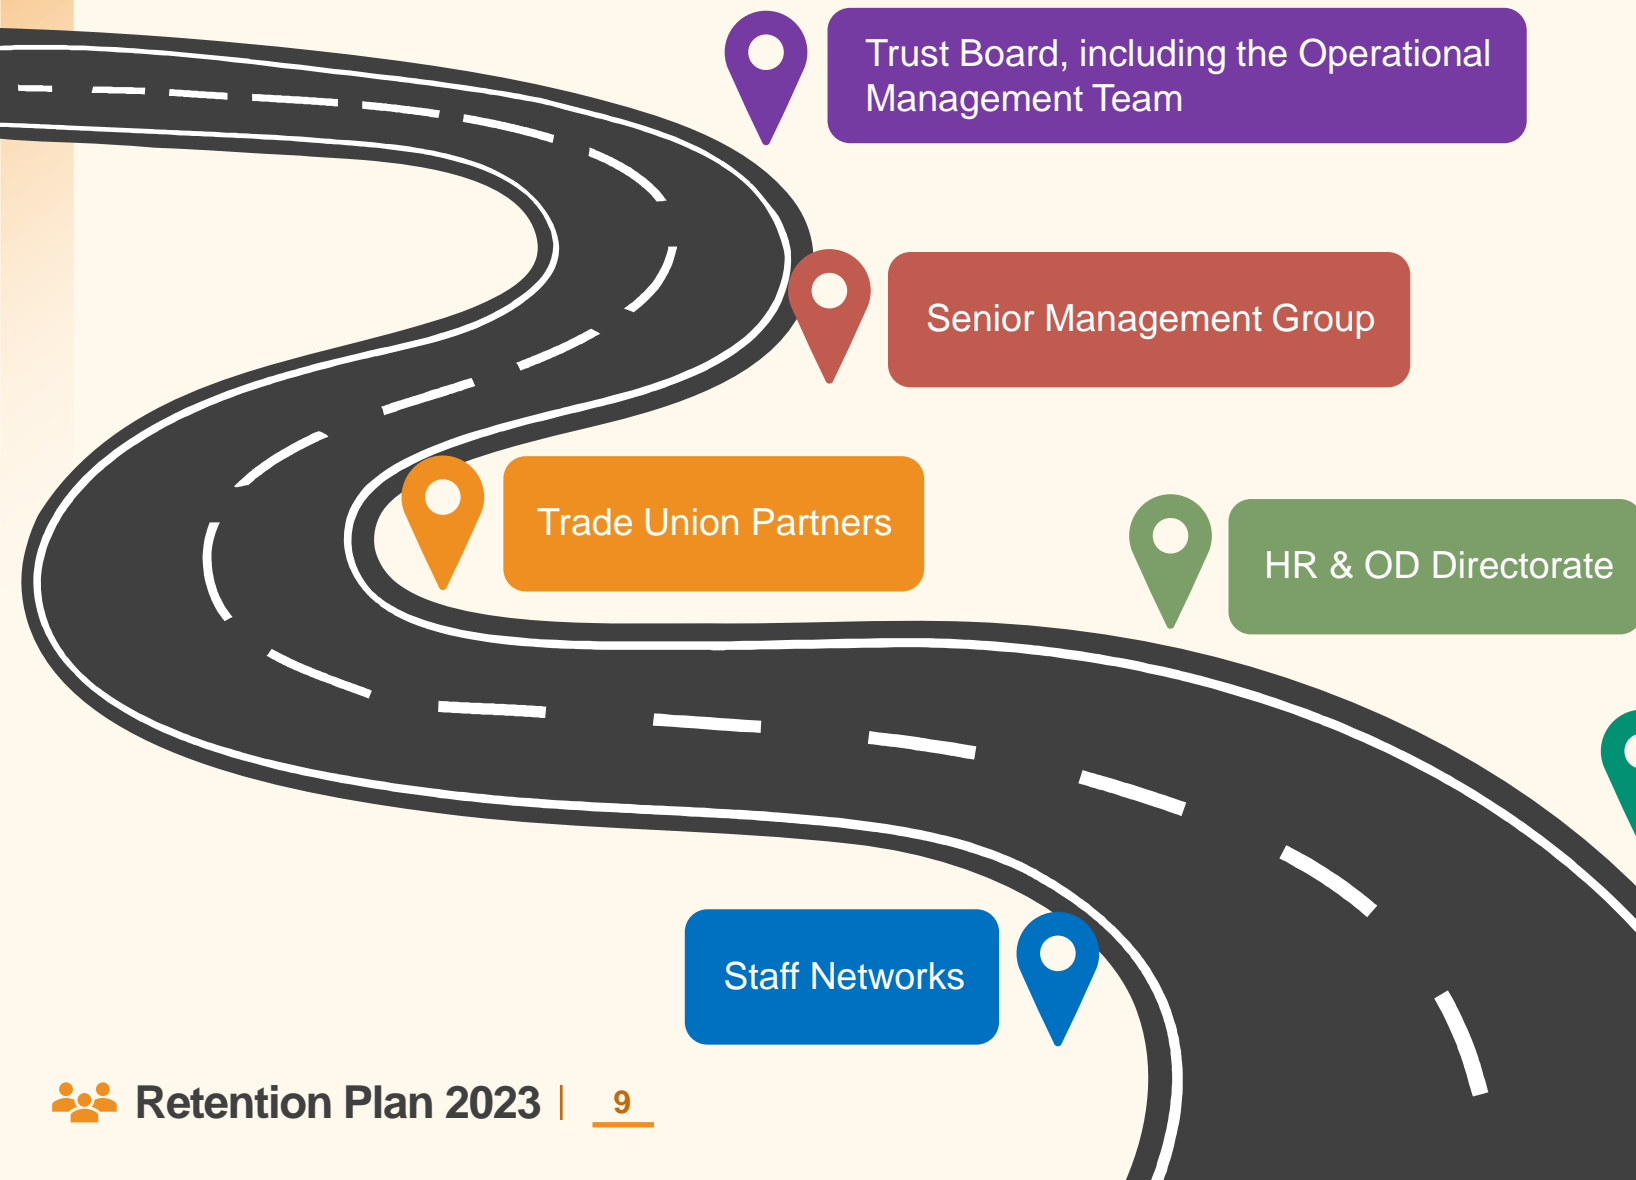 Trust Board, including the Operational
Management Team
Senior Management Group
Trade Union Partners
HR & OD Directorate
Staff Networks
Retention Plan 2023
9